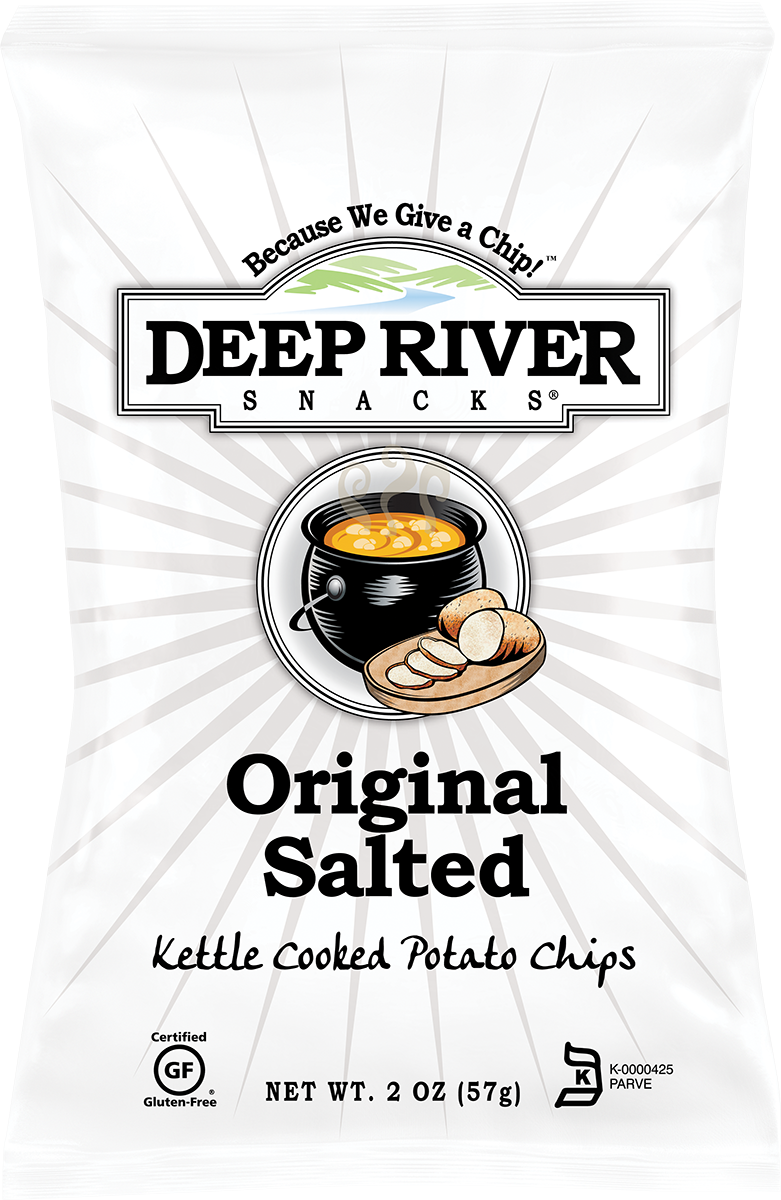 Because We Give a Chip!™
DEEP RIVER
SNACKS®
Original
Salted
Kettle Cooked Potato Chips
Certified
GF®
Gluten-Free
NET WT. 2 OZ (57g)
K
K-0000425
PARVE